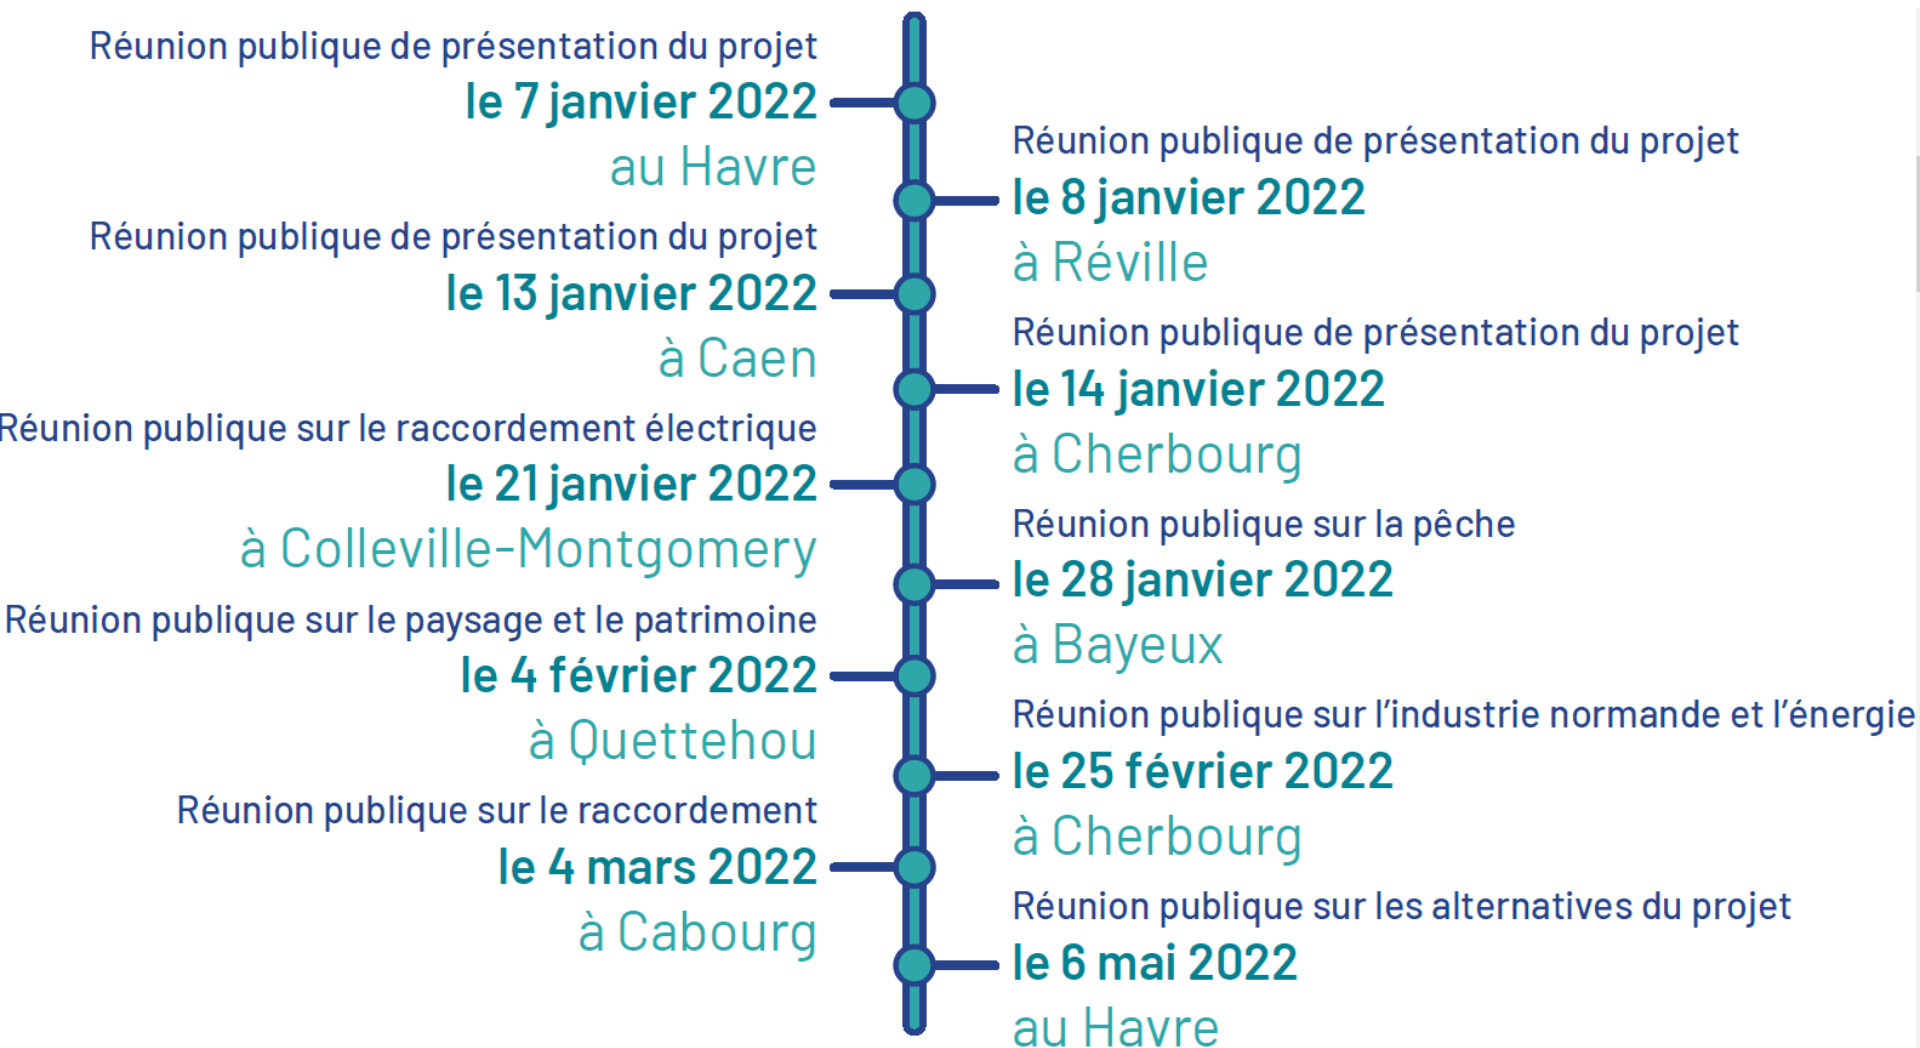 Réunion publique de présentation du projet
le 7 janvier 2022
au Havre
Réunion publique de présentation du projet
le 8 janvier 2022
à Réville
Réunion publique de présentation du projet
le 13 janvier 2022
à Caen
Réunion publique de présentation du projet
le 14 janvier 2022
à Cherbourg
Réunion publique sur le raccordement électrique
le 21 janvier 2022
à Colleville-Montgomery
Réunion publique sur la pêche
le 28 janvier 2022
à Bayeux
Réunion publique sur le paysage et le patrimoine
le 4 février 2022
à Quettehou
Réunion publique sur l’industrie normande et l’énergie
le 25 février 2022
à Cherbourg
Réunion publique sur le raccordement
le 4 mars 2022
à Cabourg
Réunion publique sur les alternatives du projet
le 6 mai 2022
au Havre